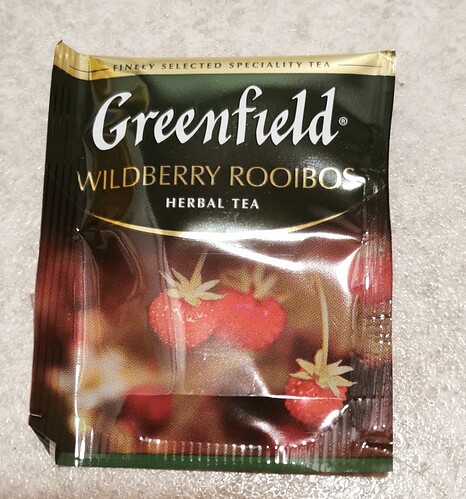 FINELY SELECTED SPECIALITY TEA
Greenfield®
WILDBERRY ROOIBOS
HERBAL TEA